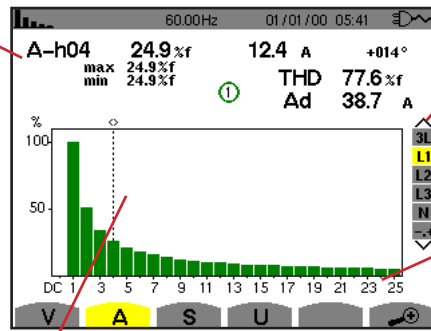 60.00Hz 01/01/00 05:41
A-h04 24.9 %f 12.4 A +014°
max 24.9%f
min 24.9%f
1
THD 77.6 %f
Ad 38.7 A
%
100
50
DC 1 3 5 7 9 11 13 15 17 19 21 23 25
3L
L1
L2
L3
N
-.+
V A S U